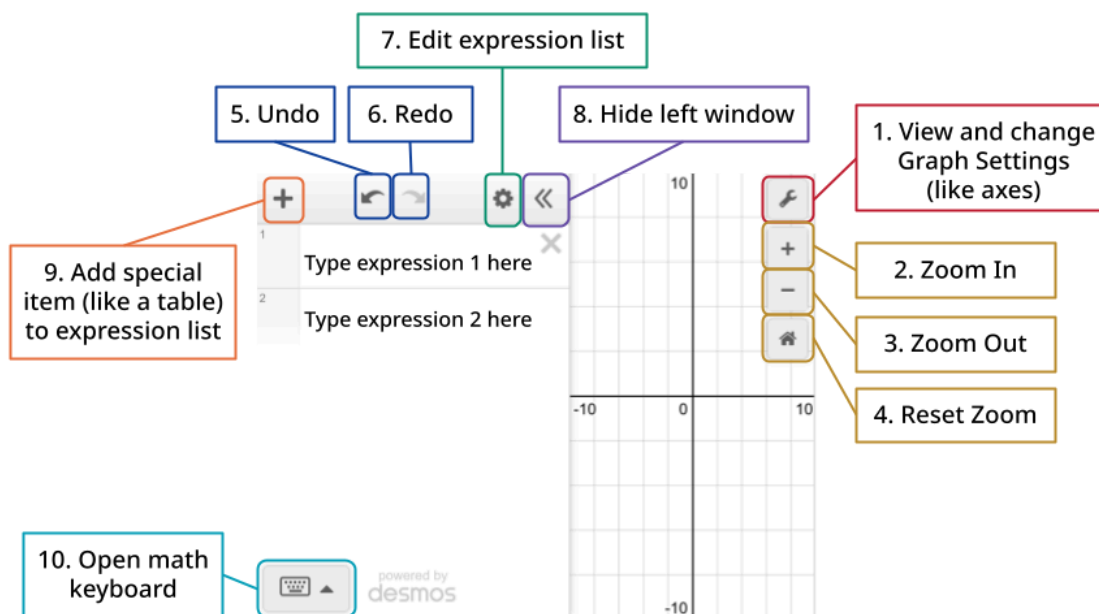 7. Edit expression list
5. Undo
6. Redo
8. Hide left window
1. View and change
Graph Settings
(like axes)
9. Add special
item (like a table)
to expression list
1
Type expression 1 here
2
Type expression 2 here
10
2. Zoom In
3. Zoom Out
4. Reset Zoom
-10
0
10
10. Open math
keyboard
powered by
desmos
-10